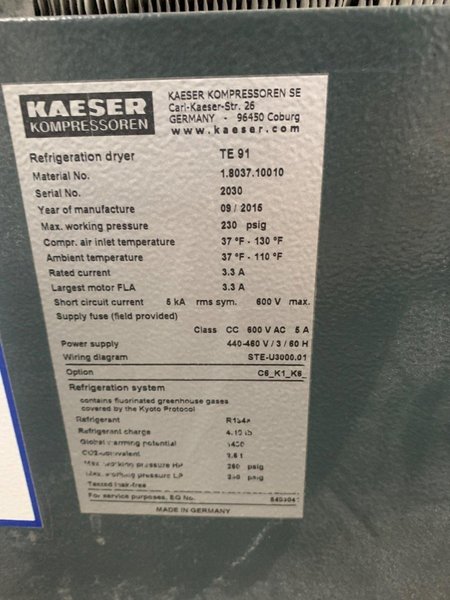 KAESER
KOMPRESSOREN
KAESER KOMPRESSOREN SE
Carl-Kaeser-Str. 26
GERMANY - 96450 Coburg
www.kaeser.com
Refrigeration dryer TE 91
Material No. 1.8037.10010
Serial No. 2030
Year of manufacture 09 / 2015
Max. working pressure 230 psig
Compr. air inlet temperature 37 °F - 130 °F
Ambient temperature 37 °F - 110 °F
Rated current 3.3 A
Largest motor FLA 3.3 A
Short circuit current 5 kA rms sym. 600 V max.
Supply fuse (field provided)
Class CC 600 V AC 5 A
Power supply 440-460 V / 3 / 60 H
Wiring diagram STE-U3000.01
Option C6_K1_K6_
Refrigeration system
contains fluorinated greenhouse gases
covered by the Kyoto Protocol
Refrigerant
Refrigerant charge
Global warming potential
CO2-equivalent
Max. working pressure HP psig
Max. working pressure LP psig
Tested leak-free
For service purposes, EG No.
MADE IN GERMANY